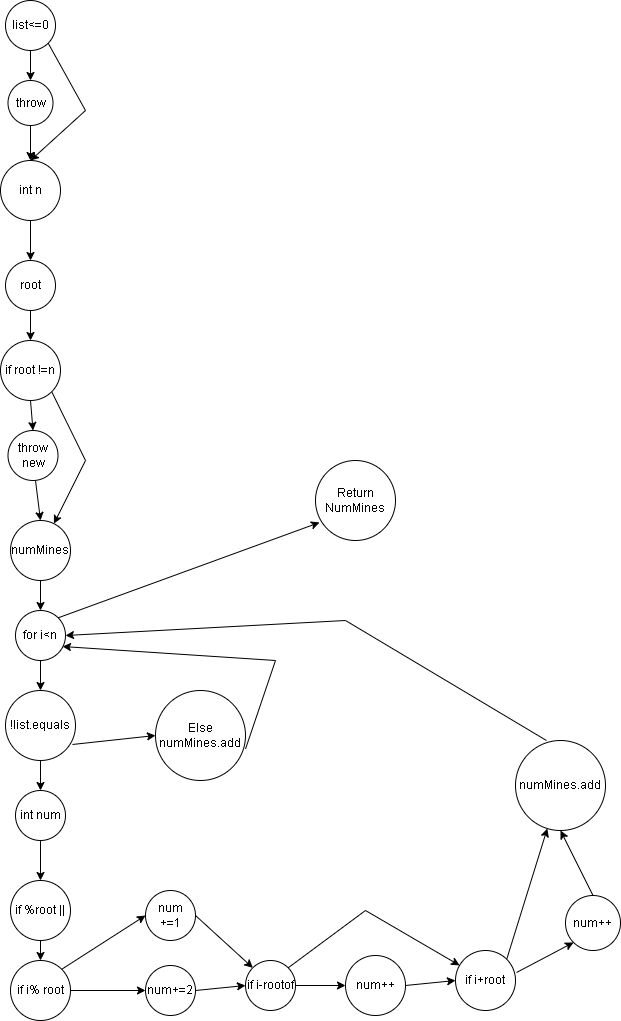 list<=0
throw
int n
root
if root !=n
throw
new
numMines
Return
NumMines
for i<n
!list.equals
Else
numMines.add
int num
numMines.add
if %root ||
num
+=1
num++
if i% root
num+=2
if i-rootof
num++
if i+root